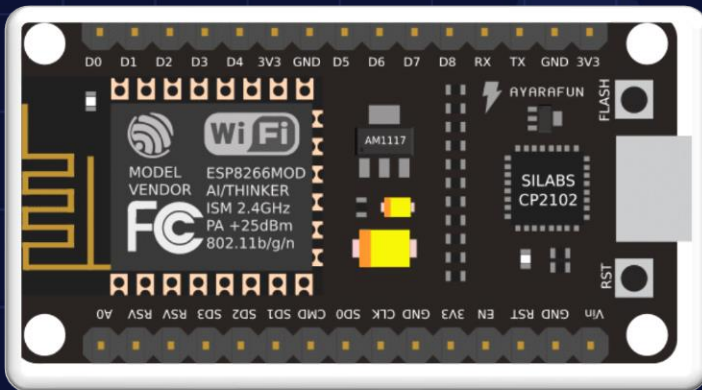 D0 D1 D2 D3 D4 3V3 GND D5 D6 D7 D8 RX TX GND 3V3
AYARAFUN
FLASH
WiFi
AM1117
MODEL
VENDOR
FC
ESP8266MOD
AI/THINKER
ISM 2.4GHz
PA +25dBm
802.11b/g/n
SILABS
CP2102
RST
A0 RSV RSV SD3 SD2 SD1 CMD SD0 CLK GND 3V3 EN RST GND Vin